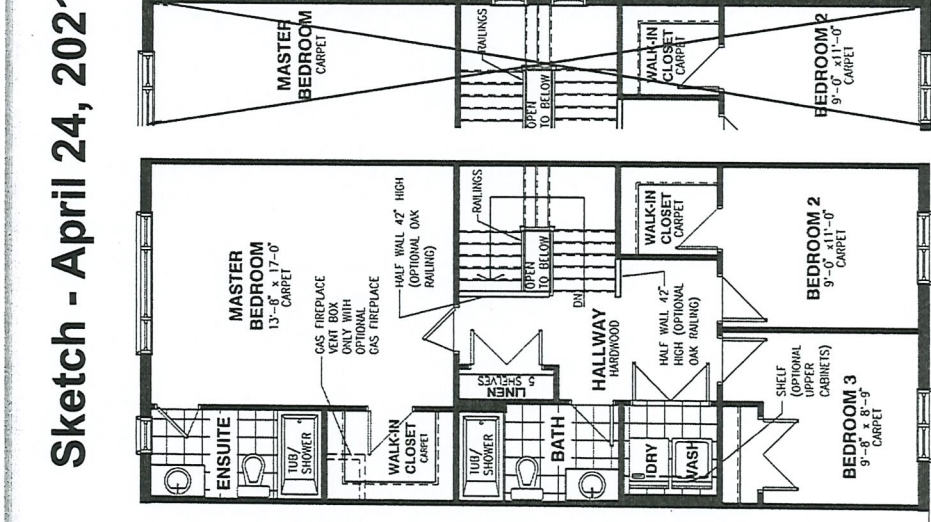 Sketch - April 24, 202
MASTER
BEDROOM
CARPET
RAILINGS
OPEN
TO BELOW
WALK-IN
CLOSET
CARPET
BEDROOM 2
9'-0" x11'-0"
CARPET
MASTER
BEDROOM
13'-8" x 17'-0"
CARPET
GAS FIREPLACE
VENT BOX
ONLY WITH
OPTIONAL
GAS FIREPLACE
HALF WALL 42" HIGH
(OPTIONAL OAK
RAILING)
RAILINGS
OPEN
TO BELOW
DN
WALK-IN
CLOSET
CARPET
BEDROOM 2
9'-0" x11'-0"
CARPET
ENSUITE
TUB/
SHOWER
WALK-IN
CLOSET
CARPET
LINEN
5 SHELVES
HALLWAY
HARDWOOD
HALF WALL 42"
HIGH (OPTIONAL
OAK RAILING)
TUB/
SHOWER
BATH
DRY
WASH
SHELF
(OPTIONAL
UPPER
CABINETS)
BEDROOM 3
9'-8" x 8'-9"
CARPET